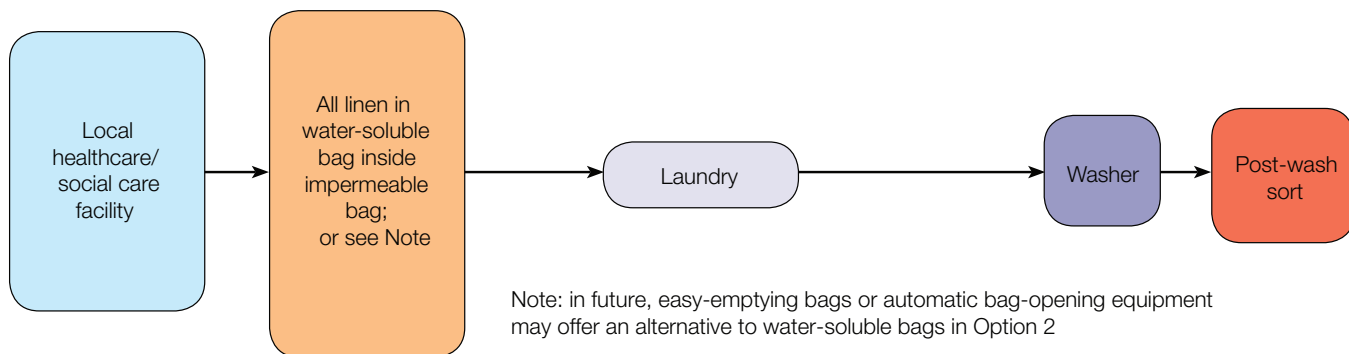 Local
healthcare/
social care
facility
All linen in
water-soluble
bag inside
impermeable
bag;
or see Note
Laundry
Washer
Post-wash
sort
Note: in future, easy-emptying bags or automatic bag-opening equipment
may offer an alternative to water-soluble bags in Option 2